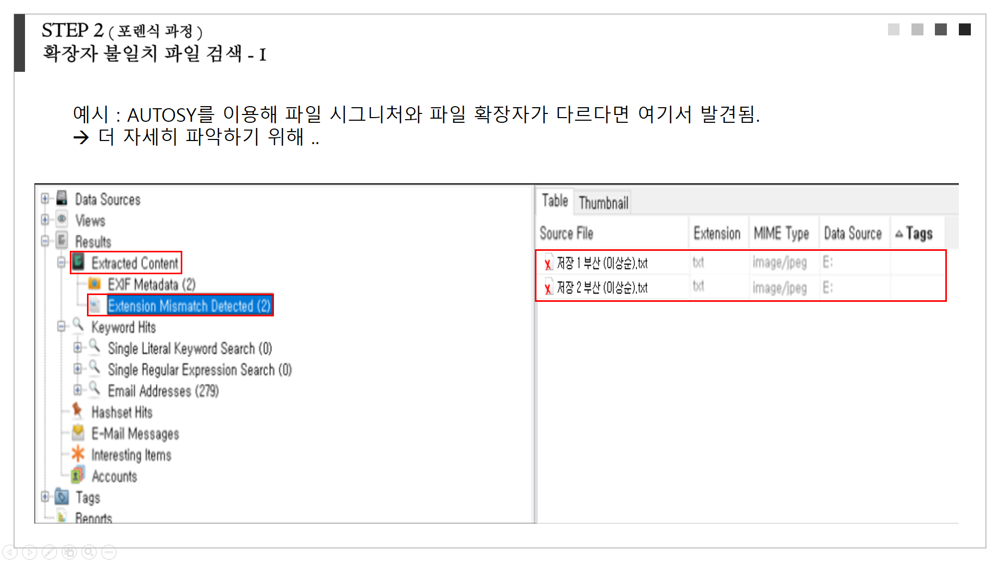 STEP 2 ( 포렌식 과정 )
확장자 불일치 파일 검색 - I
예시 : AUTOSY를 이용해 파일 시그니처와 파일 확장자가 다르다면 여기서 발견됨.
→ 더 자세히 파악하기 위해 ..
Data Sources
Views
Results
Extracted Content
EXIF Metadata (2)
Extension Mismatch Detected (2)
Keyword Hits
Single Literal Keyword Search (0)
Single Regular Expression Search (0)
Email Addresses (279)
Hashset Hits
E-Mail Messages
Interesting Items
Accounts
Tags
Reports
Table Thumbnail
Source File Extension MIME Type Data Source Tags
저장 1 부산 (이상순).txt txt image/jpeg E:
저장 2 부산 (이상순).txt txt image/jpeg E: